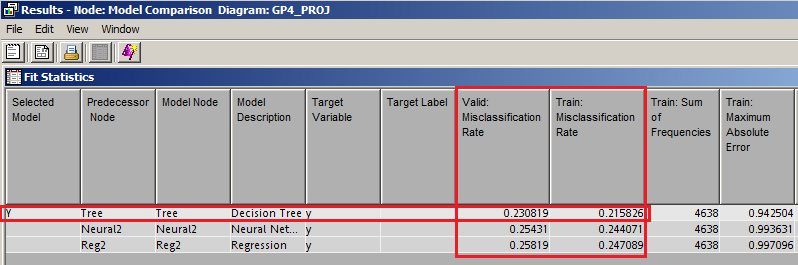 Results - Node: Model Comparison Diagram: GP4_PROJ
File Edit View Window
Fit Statistics
Selected Model Predecessor Node Model Node Model Description Target Variable Target Label Valid: Misclassification Rate Train: Misclassification Rate Train: Sum of Frequencies Train: Maximum Absolute Error
Y Tree Tree Decision Tree y 0.230819 0.215826 4638 0.942504
Neural2 Neural2 Neural Net... y 0.25431 0.244071 4638 0.993631
Reg2 Reg2 Regression y 0.25819 0.247089 4638 0.997096